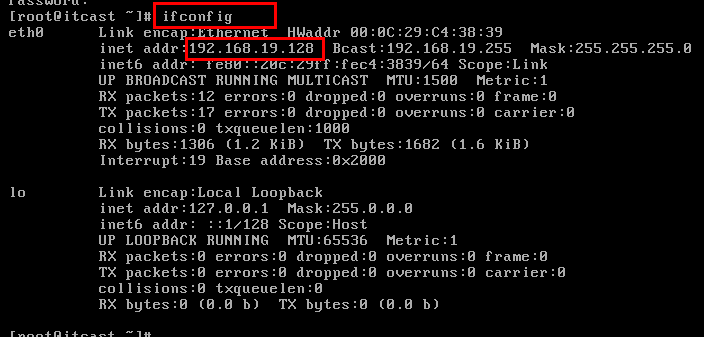 Password:
[root@itcast ~]# ifconfig
eth0 Link encap:Ethernet HWaddr 00:0C:29:C4:38:39
inet addr:192.168.19.128 Bcast:192.168.19.255 Mask:255.255.255.0
inet6 addr: fe80::20c:29ff:fec4:3839/64 Scope:Link
UP BROADCAST RUNNING MULTICAST MTU:1500 Metric:1
RX packets:12 errors:0 dropped:0 overruns:0 frame:0
TX packets:17 errors:0 dropped:0 overruns:0 carrier:0
collisions:0 txqueuelen:1000
RX bytes:1306 (1.2 KiB) TX bytes:1682 (1.6 KiB)
Interrupt:19 Base address:0x2000
lo Link encap:Local Loopback
inet addr:127.0.0.1 Mask:255.0.0.0
inet6 addr: ::1/128 Scope:Host
UP LOOPBACK RUNNING MTU:65536 Metric:1
RX packets:0 errors:0 dropped:0 overruns:0 frame:0
TX packets:0 errors:0 dropped:0 overruns:0 carrier:0
collisions:0 txqueuelen:0
RX bytes:0 (0.0 b) TX bytes:0 (0.0 b)
[root@itcast ~]#